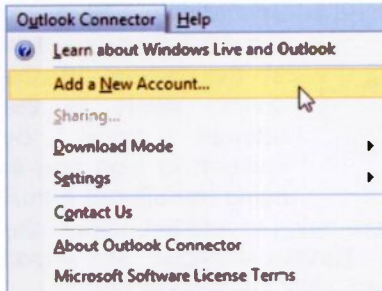 Outlook Connector Help
Learn about Windows Live and Outlook
Add a New Account...
Sharing...
Download Mode
Settings
Contact Us
About Outlook Connector
Microsoft Software License Terms